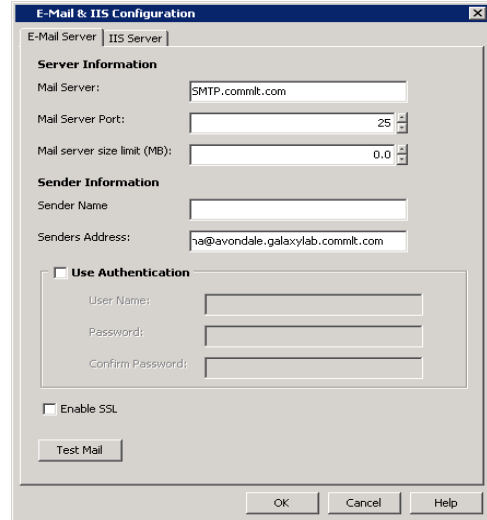 E-Mail & IIS Configuration
E-Mail Server
IIS Server
Server Information
Mail Server:
SMTP.commlt.com
Mail Server Port:
25
Mail server size limit (MB):
0.0
Sender Information
Sender Name
Senders Address:
na@avondale.galaxylab.commlt.com
Use Authentication
User Name:
Password:
Confirm Password:
Enable SSL
Test Mail
OK
Cancel
Help